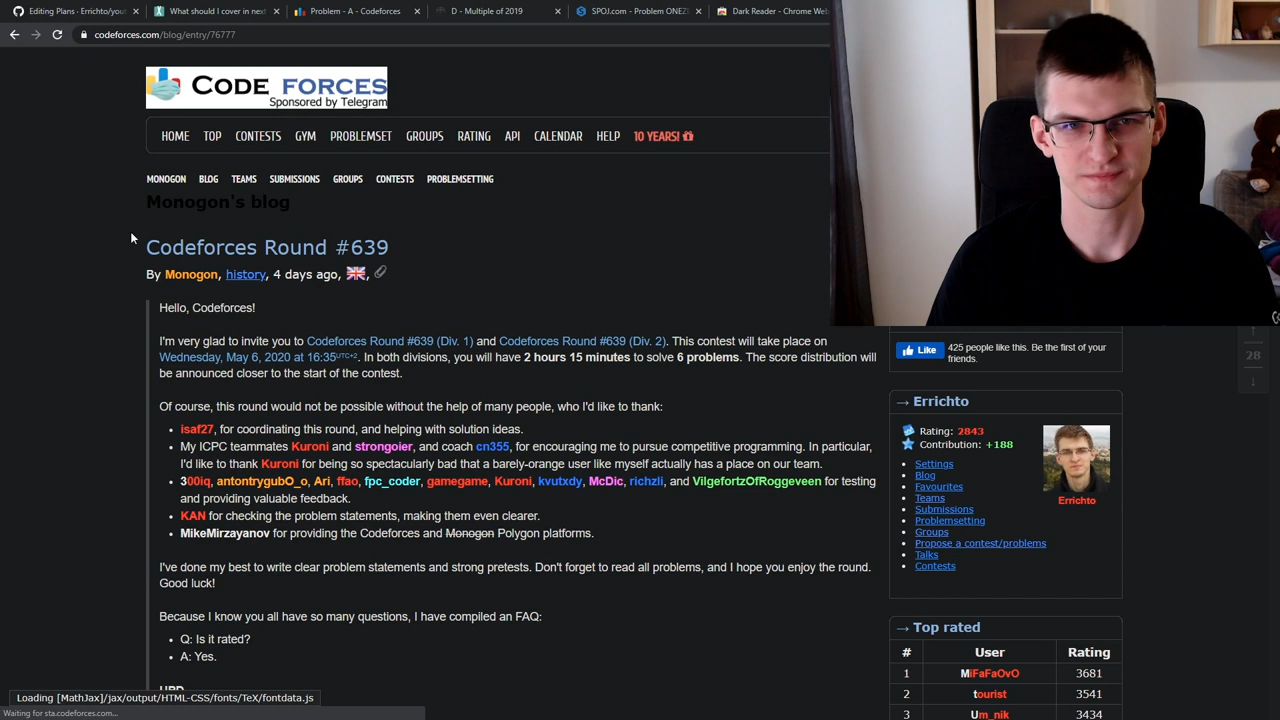 Editing Plans · Errichto/you
What should I cover in next
Problem - A - Codeforces
D - Multiple of 2019
SPOJ.com - Problem ONEZ
Dark Reader - Chrome Web
codeforces.com/blog/entry/76777
CODE FORCES
Sponsored by Telegram
HOME TOP CONTESTS GYM PROBLEMSET GROUPS RATING API CALENDAR HELP 10 YEARS!
MONOGON BLOG TEAMS SUBMISSIONS GROUPS CONTESTS PROBLEMSETTING
Monogon's blog
Codeforces Round #639
By Monogon, history, 4 days ago,
Hello, Codeforces!
I'm very glad to invite you to Codeforces Round #639 (Div. 1) and Codeforces Round #639 (Div. 2). This contest will take place on
Wednesday, May 6, 2020 at 16:35UTC+2. In both divisions, you will have 2 hours 15 minutes to solve 6 problems. The score distribution will
be announced closer to the start of the contest.
Of course, this round would not be possible without the help of many people, who I'd like to thank:
• isaf27, for coordinating this round, and helping with solution ideas.
• My ICPC teammates Kuroni and strongoier, and coach cn355, for encouraging me to pursue competitive programming. In particular,
I'd like to thank Kuroni for being so spectacularly bad that a barely-orange user like myself actually has a place on our team.
• 300iq, antontrygubO_o, Ari, ffao, fpc_coder, gamegame, Kuroni, kvutxdy, McDic, richzli, and VilgefortzOfRoggeveen for testing
and providing valuable feedback.
• KAN for checking the problem statements, making them even clearer.
• MikeMirzayanov for providing the Codeforces and Monogon Polygon platforms.
I've done my best to write clear problem statements and strong pretests. Don't forget to read all problems, and I hope you enjoy the round.
Good luck!
Because I know you all have so many questions, I have compiled an FAQ:
• Q: Is it rated?
• A: Yes.
UPD
Loading [MathJax]/jax/output/HTML-CSS/fonts/TeX/fontdata.js
Waiting for sta.codeforces.com...
Like
425 people like this. Be the first of your
friends.
28
→ Errichto
Rating: 2843
Contribution: +188
• Settings
• Blog
• Favourites
• Teams
• Submissions
• Problemsetting
• Groups
• Propose a contest/problems
• Talks
• Contests
Errichto
→ Top rated
# User Rating
1 MiFaFaOvO 3681
2 tourist 3541
3 Um_nik 3434